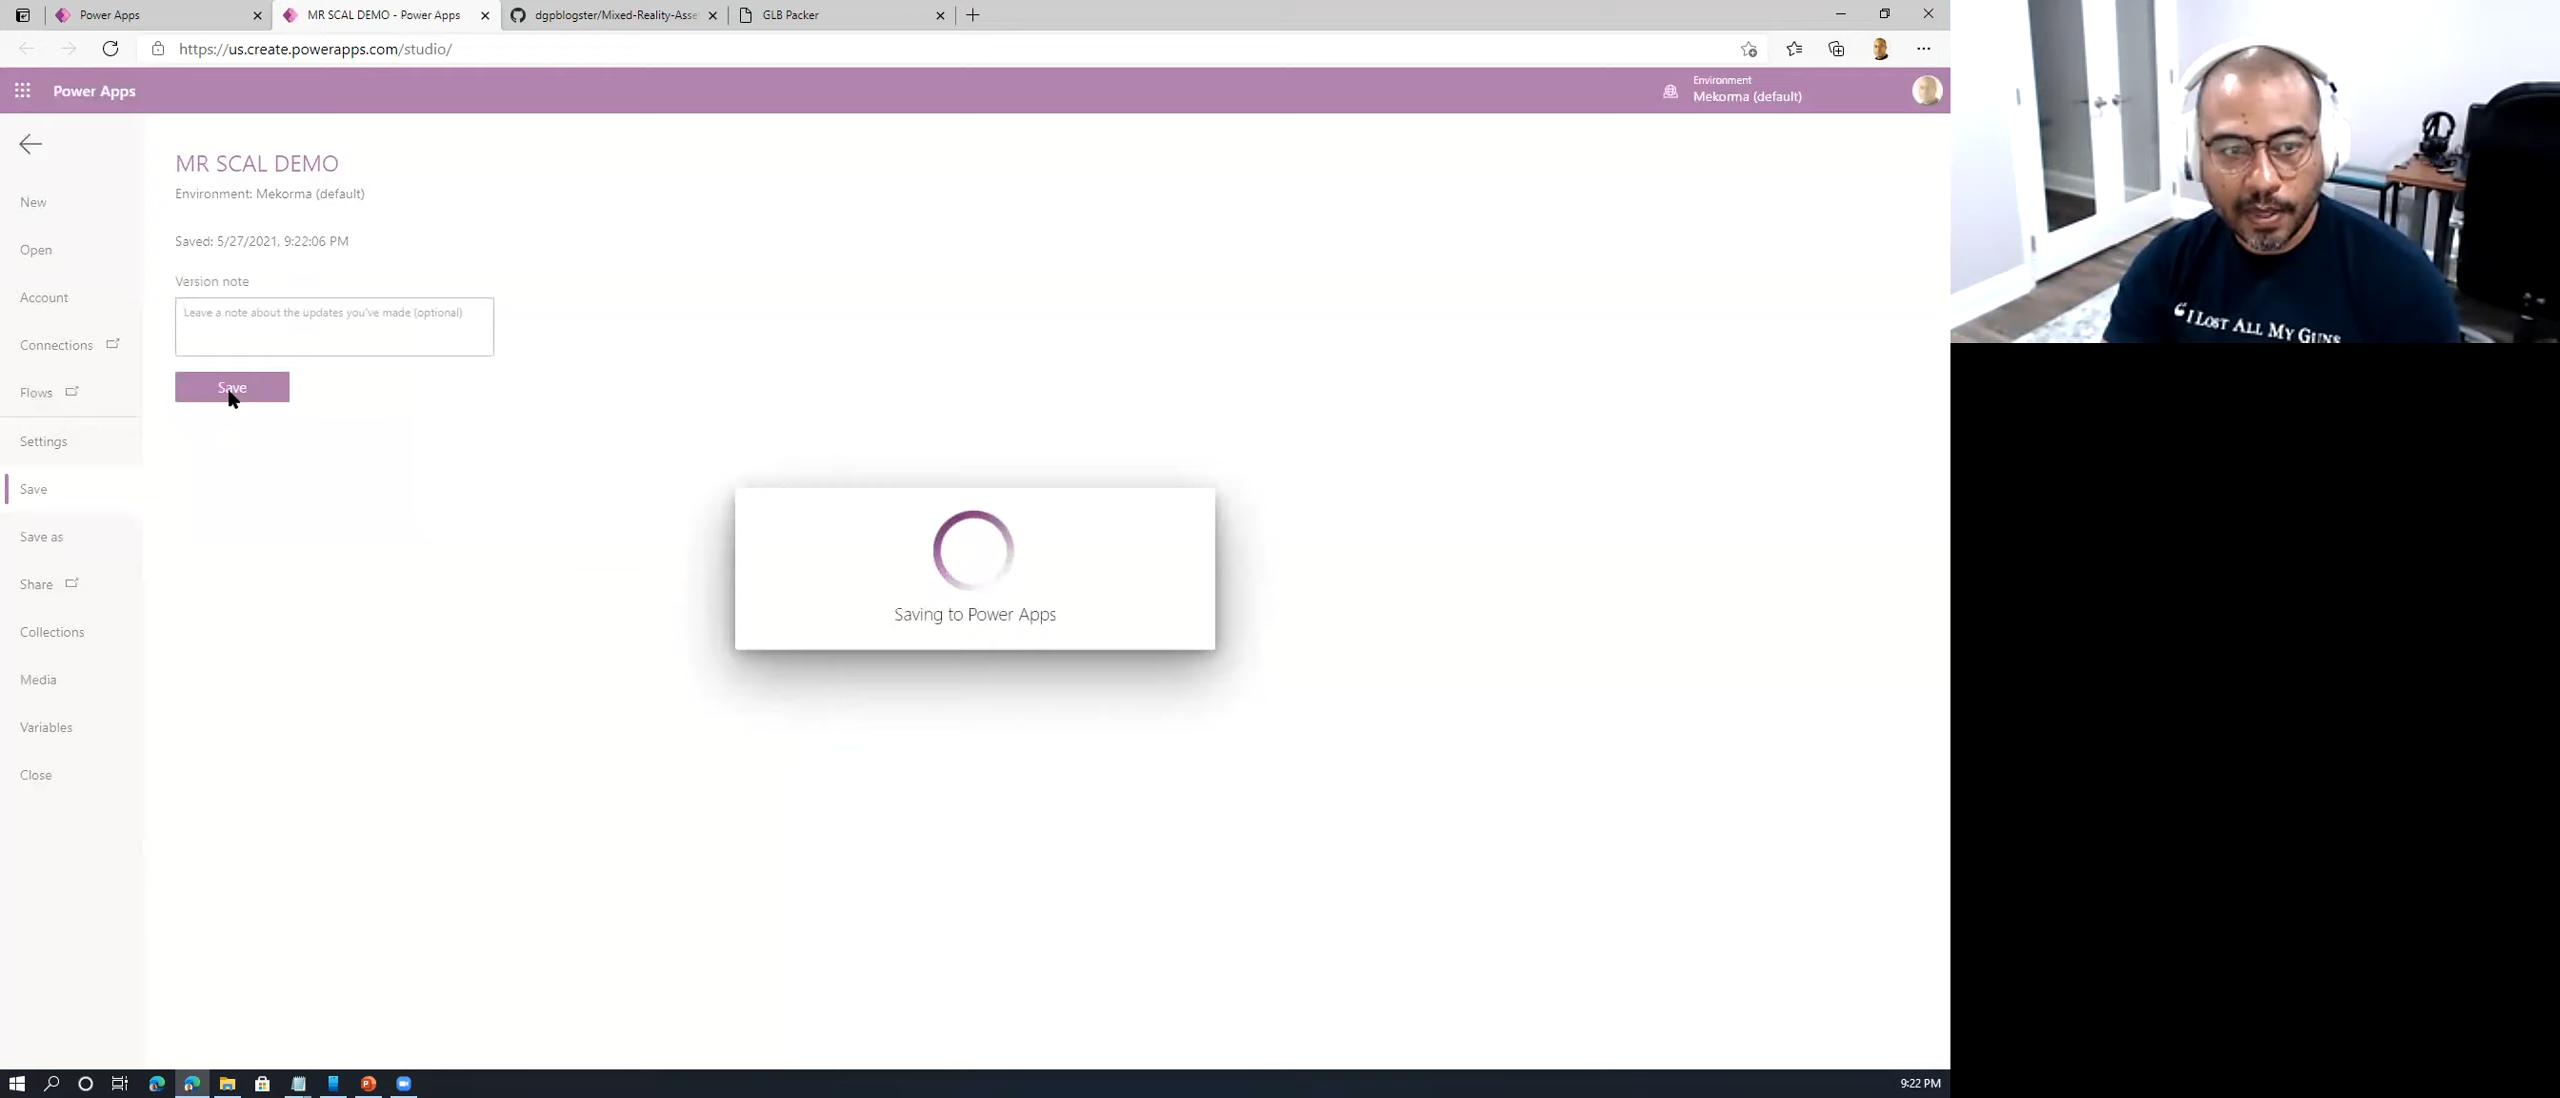 Power Apps
MR SCAL DEMO - Power Apps
dgpblogster/Mixed-Reality-Asse
GLB Packer
https://us.create.powerapps.com/studio/
Power Apps
Environment
Mekorma (default)
MR SCAL DEMO
Environment: Mekorma (default)
Saved: 5/27/2021, 9:22:06 PM
Version note
Leave a note about the updates you've made (optional)
Save
New
Open
Account
Connections
Flows
Settings
Save
Save as
Share
Collections
Media
Variables
Close
Saving to Power Apps
9:22 PM
“I LOST ALL MY GUNS